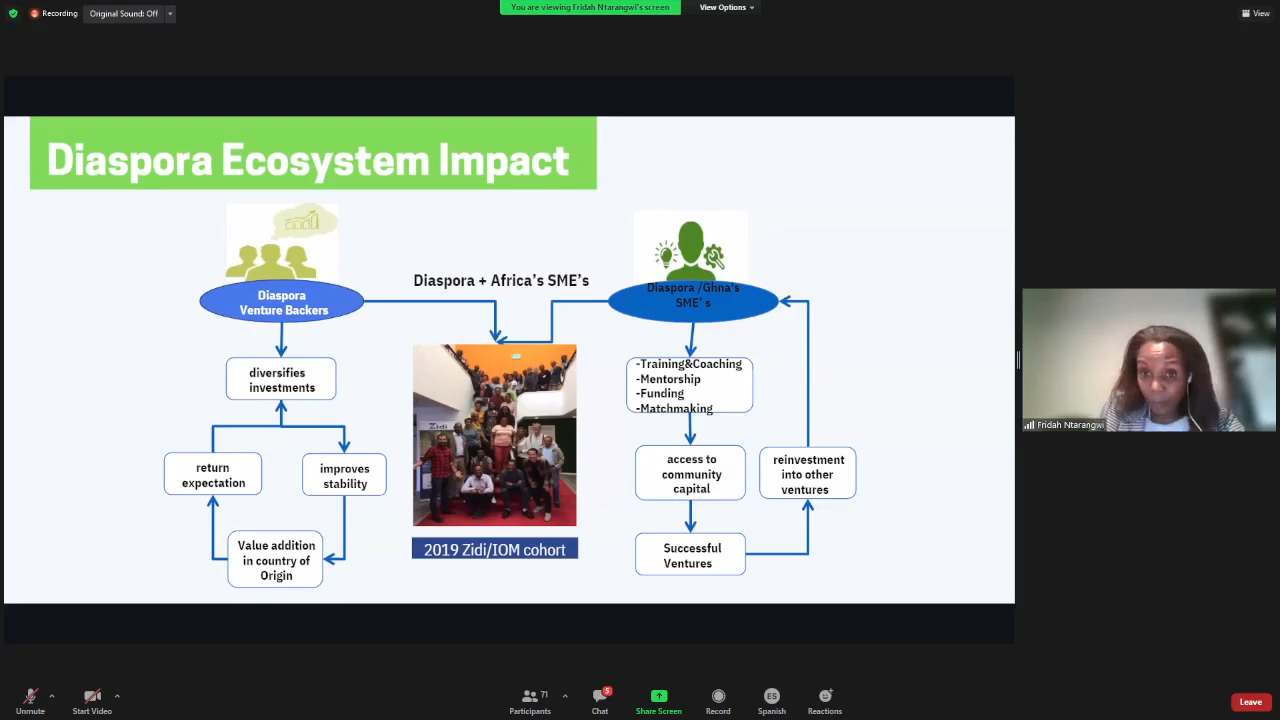 You are viewing Fridah Ntarangwi's screen
View Options
Recording
Original Sound: Off
View
Diaspora Ecosystem Impact
Diaspora + Africa's SME's
Diaspora
Venture Backers
diversifies
investments
return
expectation
improves
stability
Value addition
in country of
Origin
Zidi
2019 Zidi/IOM cohort
Diaspora /Ghna's
SME' s
-Training&Coaching
-Mentorship
-Funding
-Matchmaking
access to
community
capital
Successful
Ventures
reinvestment
into other
ventures
Fridah Ntarangwi
Unmute
Start Video
71
Participants
5
Chat
Share Screen
Record
ES
Spanish
Reactions
Leave